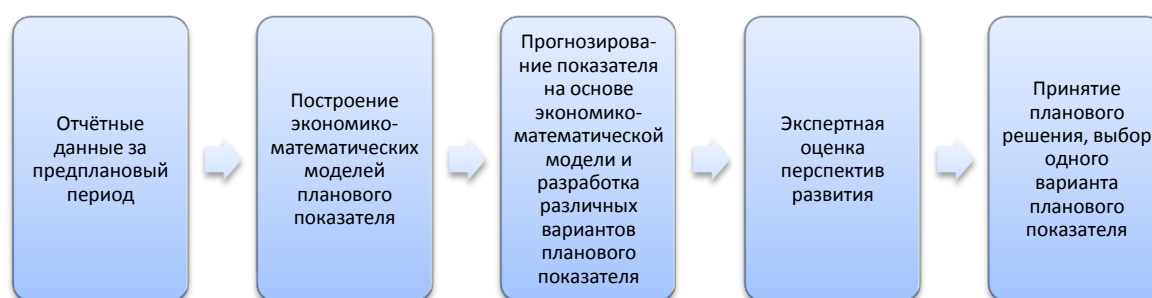 Отчётные
данные за
предплановый
период
Построение
экономико-
математических
моделей
планового
показателя
Прогнозирова-
ние показателя
на основе
экономико-
математической
модели и
разработка
различных
вариантов
планового
показателя
Экспертная
оценка
перспектив
развития
Принятие
планового
решения, выбор
одного
варианта
планового
показателя